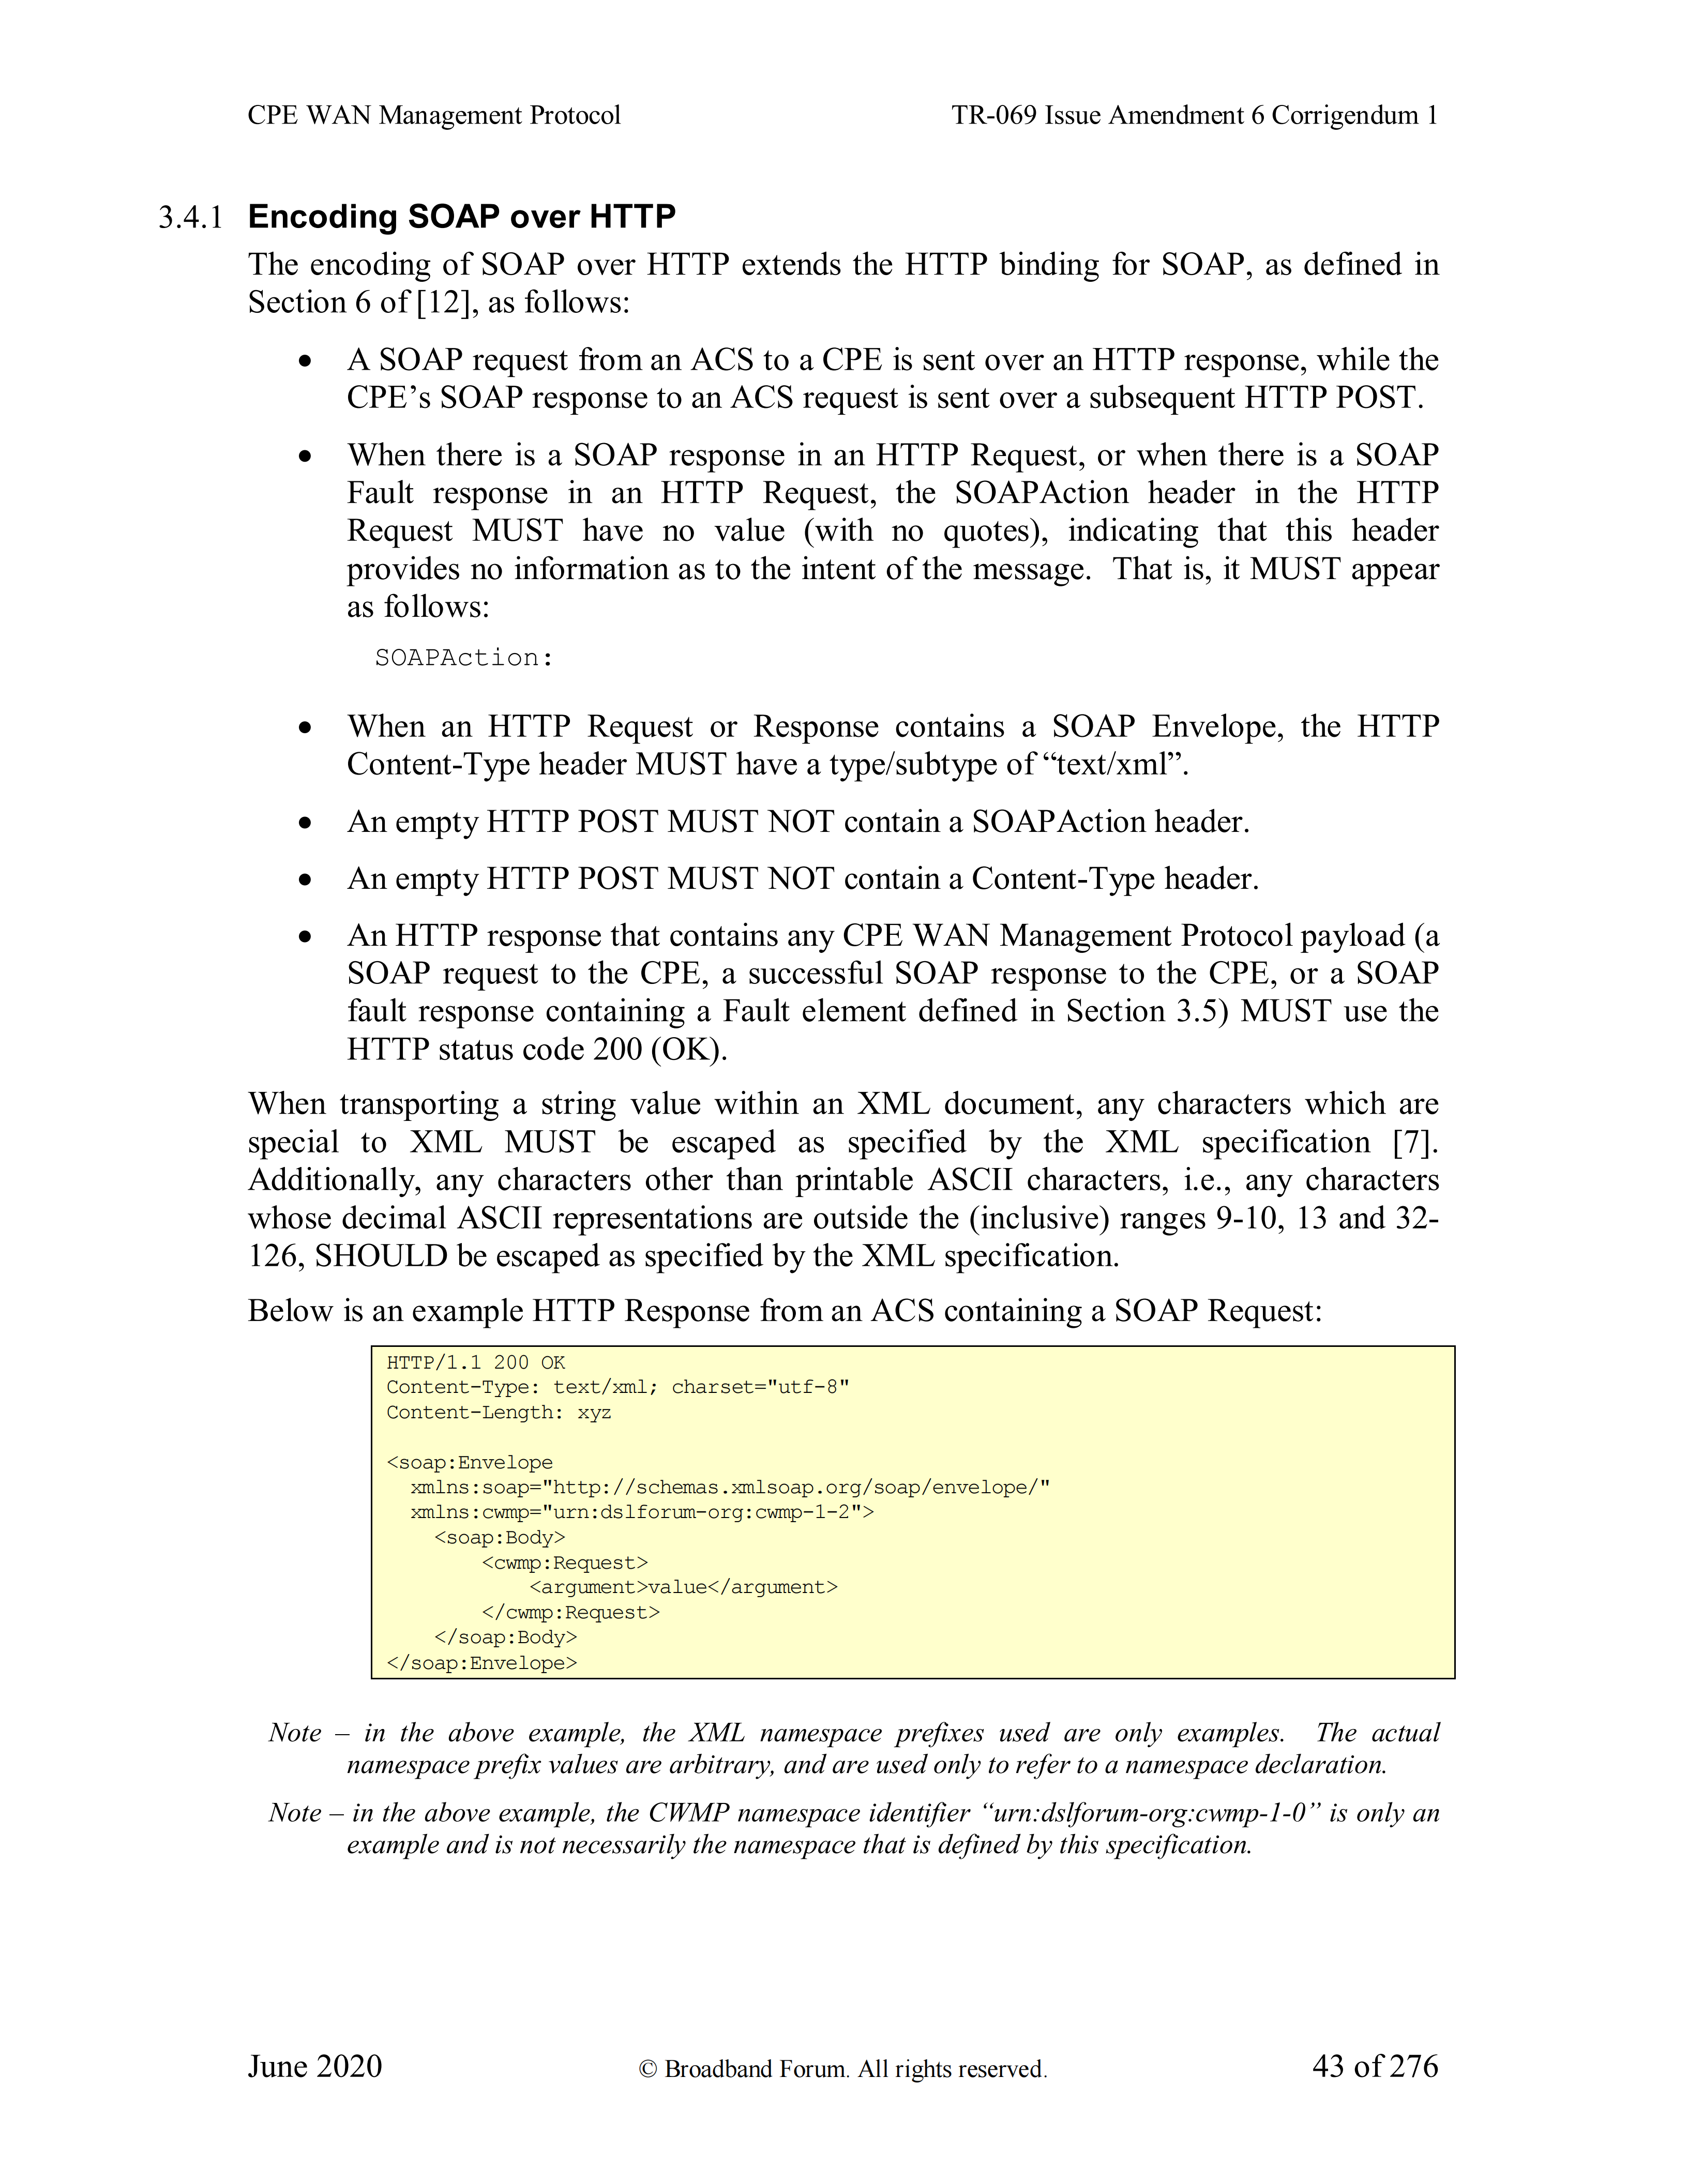 CPE WAN Management Protocol
TR-069 Issue Amendment 6 Corrigendum 1
3.4.1 Encoding SOAP over HTTP
The encoding of SOAP over HTTP extends the HTTP binding for SOAP, as defined in
Section 6 of [12], as follows:
• A SOAP request from an ACS to a CPE is sent over an HTTP response, while the
CPE’s SOAP response to an ACS request is sent over a subsequent HTTP POST.
• When there is a SOAP response in an HTTP Request, or when there is a SOAP
Fault response in an HTTP Request, the SOAPAction header in the HTTP
Request MUST have no value (with no quotes), indicating that this header
provides no information as to the intent of the message.  That is, it MUST appear
as follows:
SOAPAction:
• When an HTTP Request or Response contains a SOAP Envelope, the HTTP
Content-Type header MUST have a type/subtype of “text/xml”.
• An empty HTTP POST MUST NOT contain a SOAPAction header.
• An empty HTTP POST MUST NOT contain a Content-Type header.
• An HTTP response that contains any CPE WAN Management Protocol payload (a
SOAP request to the CPE, a successful SOAP response to the CPE, or a SOAP
fault response containing a Fault element defined in Section 3.5) MUST use the
HTTP status code 200 (OK).
When transporting a string value within an XML document, any characters which are
special to XML MUST be escaped as specified by the XML specification [7].
Additionally, any characters other than printable ASCII characters, i.e., any characters
whose decimal ASCII representations are outside the (inclusive) ranges 9-10, 13 and 32-
126, SHOULD be escaped as specified by the XML specification.
Below is an example HTTP Response from an ACS containing a SOAP Request:
HTTP/1.1 200 OK
Content-Type: text/xml; charset="utf-8"
Content-Length: xyz
<soap:Envelope
xmlns:soap="http://schemas.xmlsoap.org/soap/envelope/"
xmlns:cwmp="urn:dslforum-org:cwmp-1-2">
<soap:Body>
<cwmp:Request>
<argument>value</argument>
</cwmp:Request>
</soap:Body>
</soap:Envelope>
Note – in the above example, the XML namespace prefixes used are only examples.  The actual
namespace prefix values are arbitrary, and are used only to refer to a namespace declaration.
Note – in the above example, the CWMP namespace identifier “urn:dslforum-org:cwmp-1-0” is only an
example and is not necessarily the namespace that is defined by this specification.
June 2020
© Broadband Forum. All rights reserved.
43 of 276